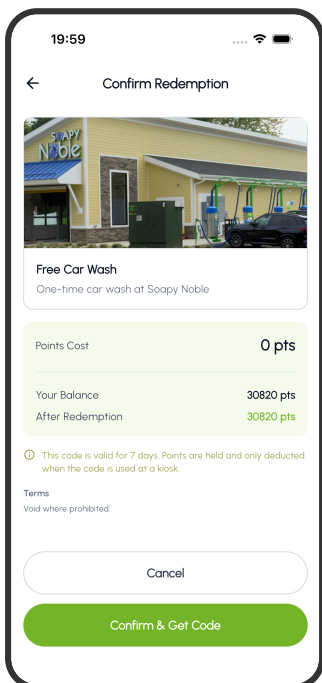 19:59
Confirm Redemption
SOAPY
Noble
Free Car Wash
One-time car wash at Soapy Noble
Points Cost
0 pts
Your Balance
30820 pts
After Redemption
30820 pts
This code is valid for 7 days. Points are held and only deducted
when the code is used at a kiosk.
Terms
Void where prohibited.
Cancel
Confirm & Get Code